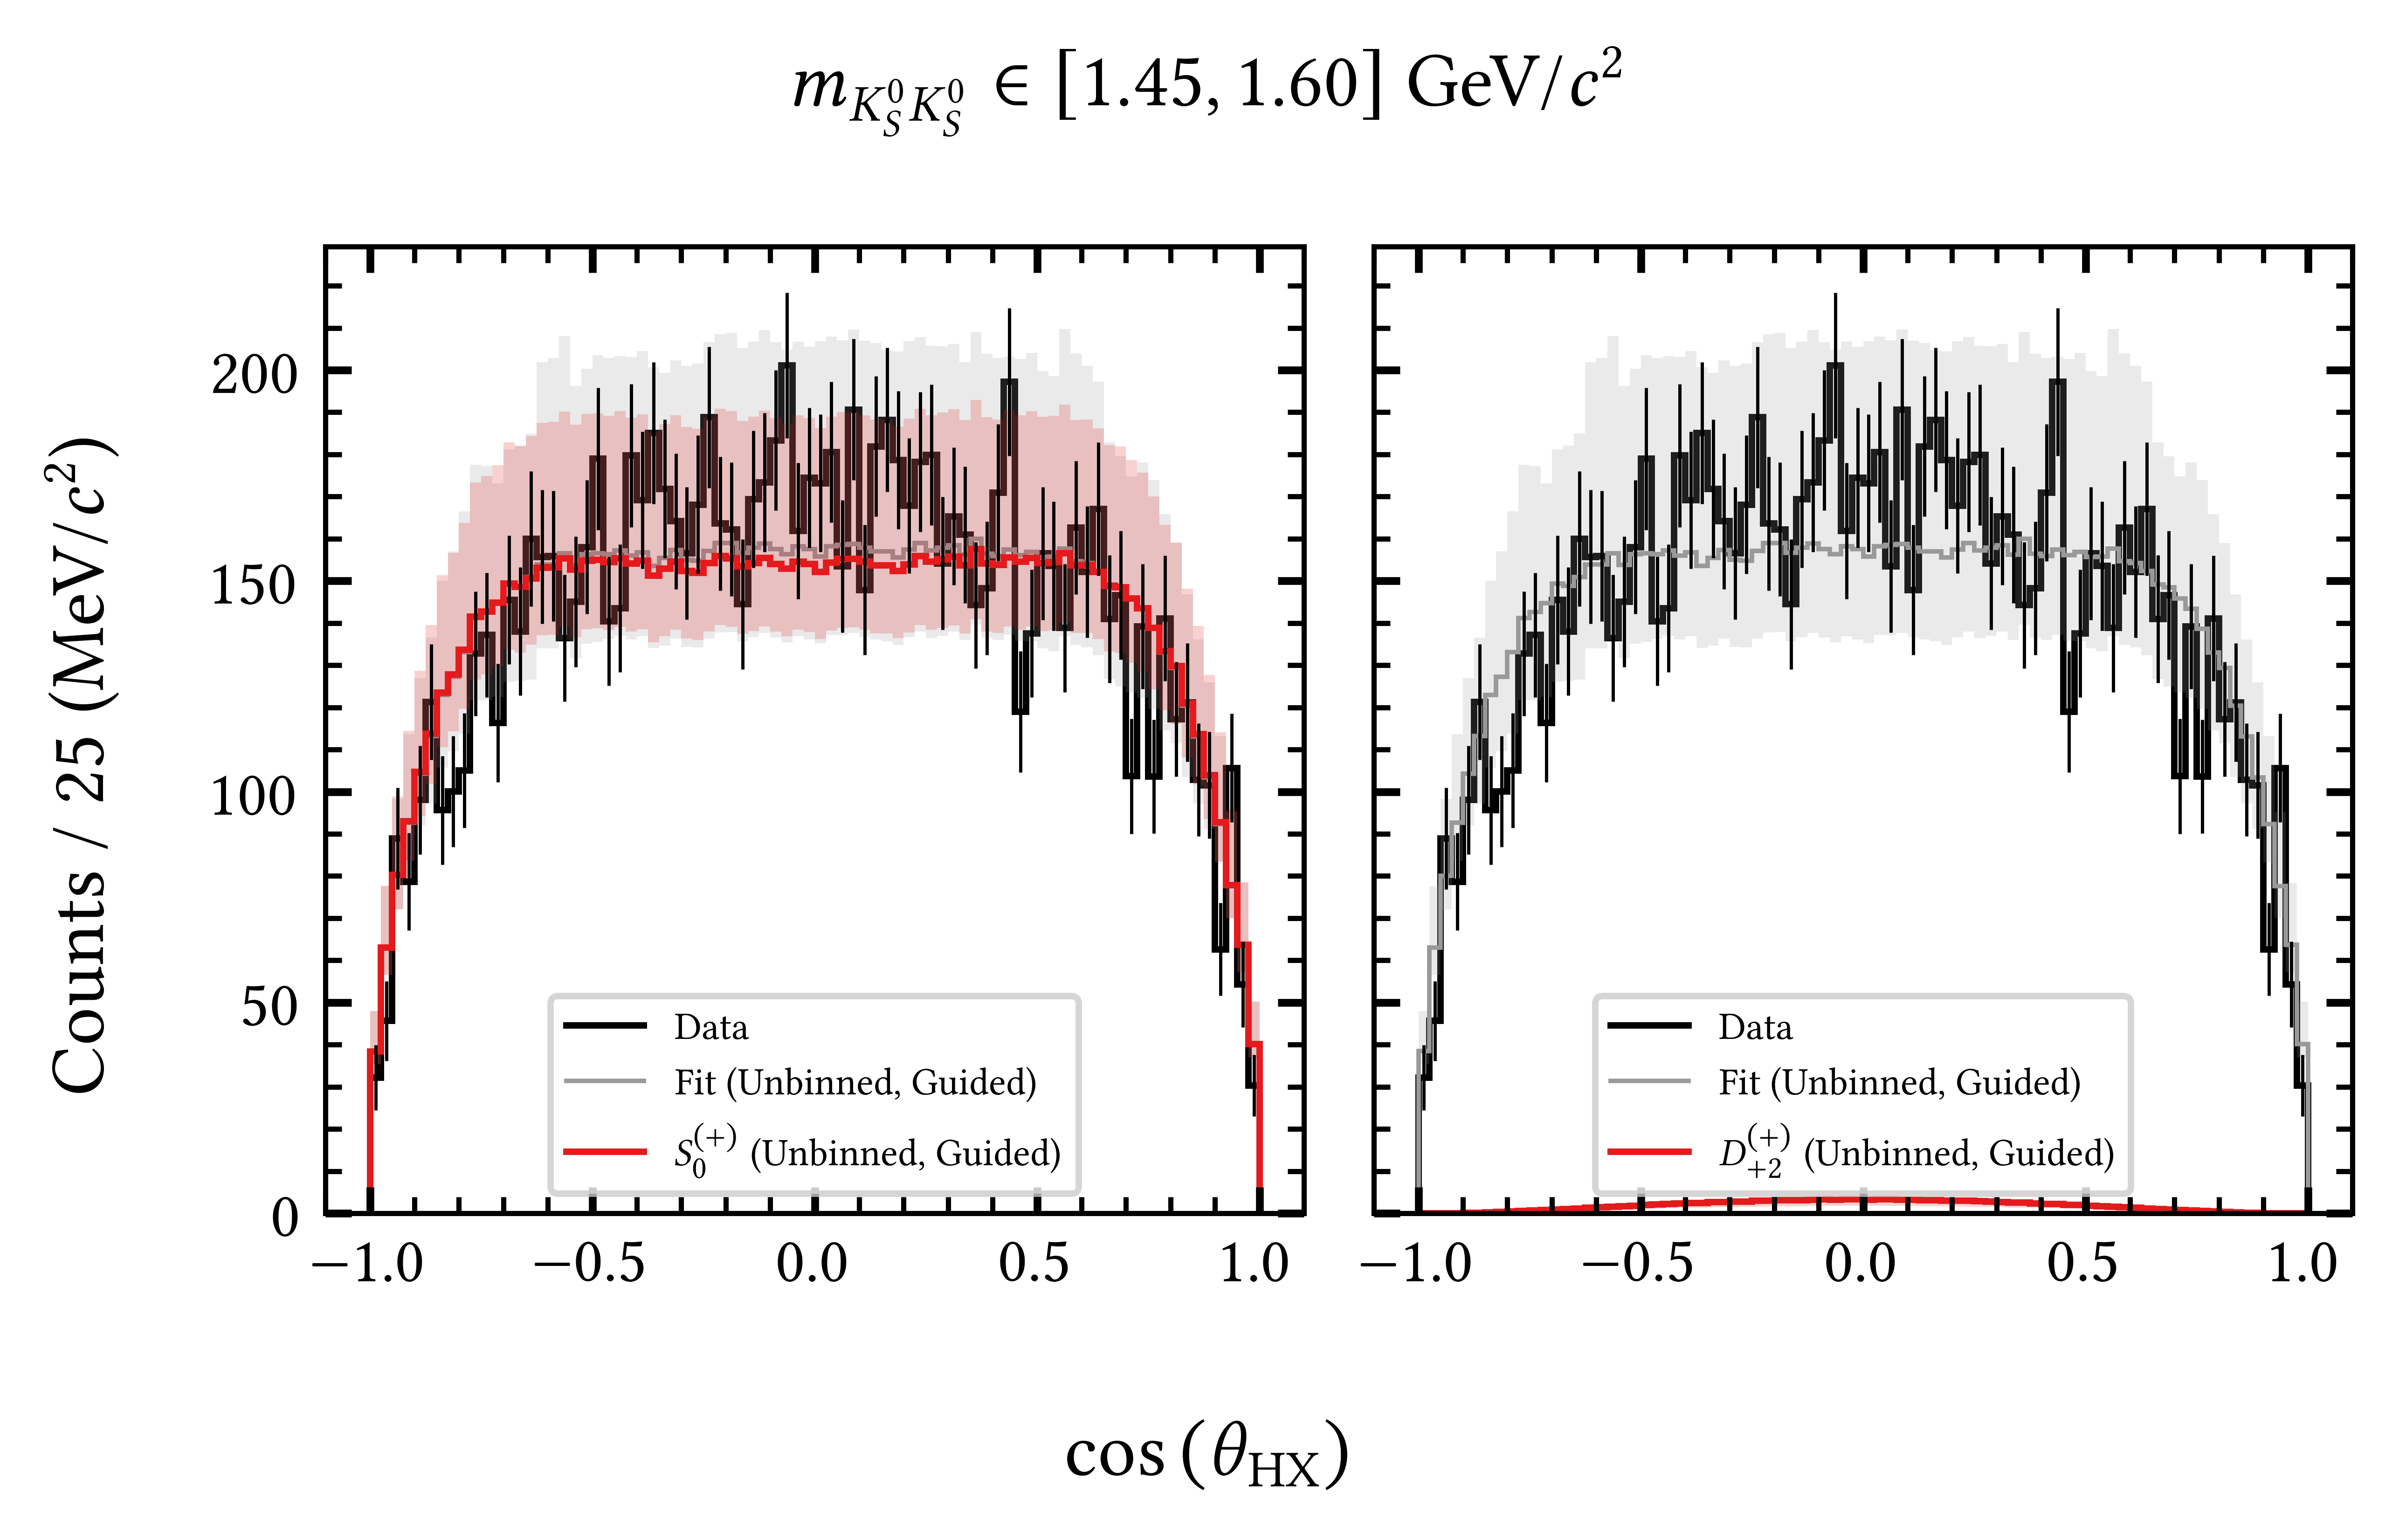 m_{K_S^0 K_S^0} ∈ [1.45, 1.60] GeV/c²
Counts / 25 (MeV/c²)
200
150
100
50
0
Data
Fit (Unbinned, Guided)
S_0^{(+)} (Unbinned, Guided)
−1.0 −0.5 0.0 0.5 1.0
Data
Fit (Unbinned, Guided)
D_{+2}^{(+)} (Unbinned, Guided)
−1.0 −0.5 0.0 0.5 1.0
cos (θ_{HX})